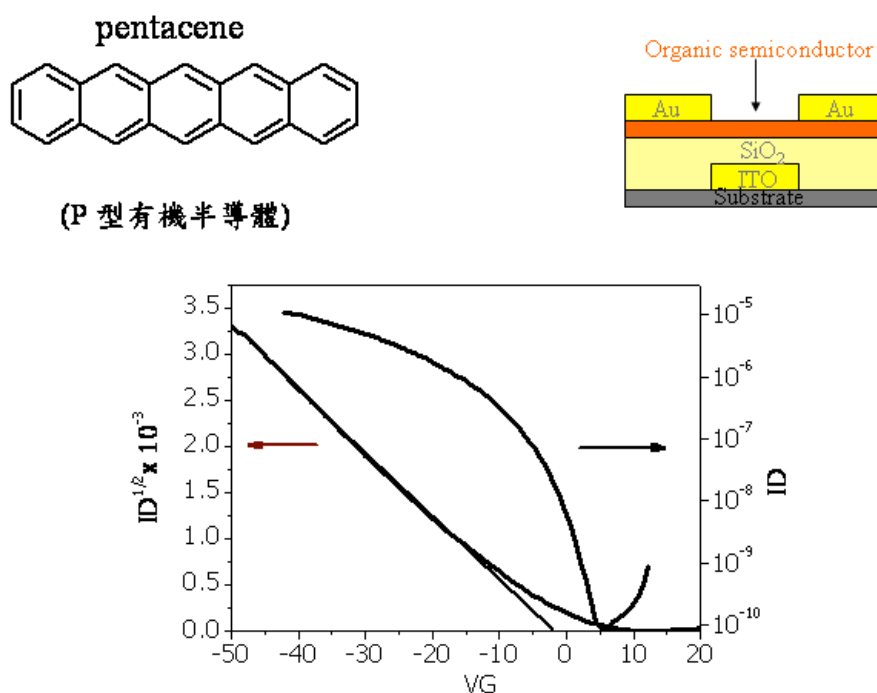 pentacene
(P 型有機半導體)
Organic semiconductor
Au
Au
SiO₂
ITO
Substrate
3.5
3.0
2.5
2.0
1.5
1.0
0.5
0.0
ID^1/2 x 10^-3
10^-5
10^-6
10^-7
10^-8
10^-9
10^-10
ID
-50 -40 -30 -20 -10 0 10 20
VG